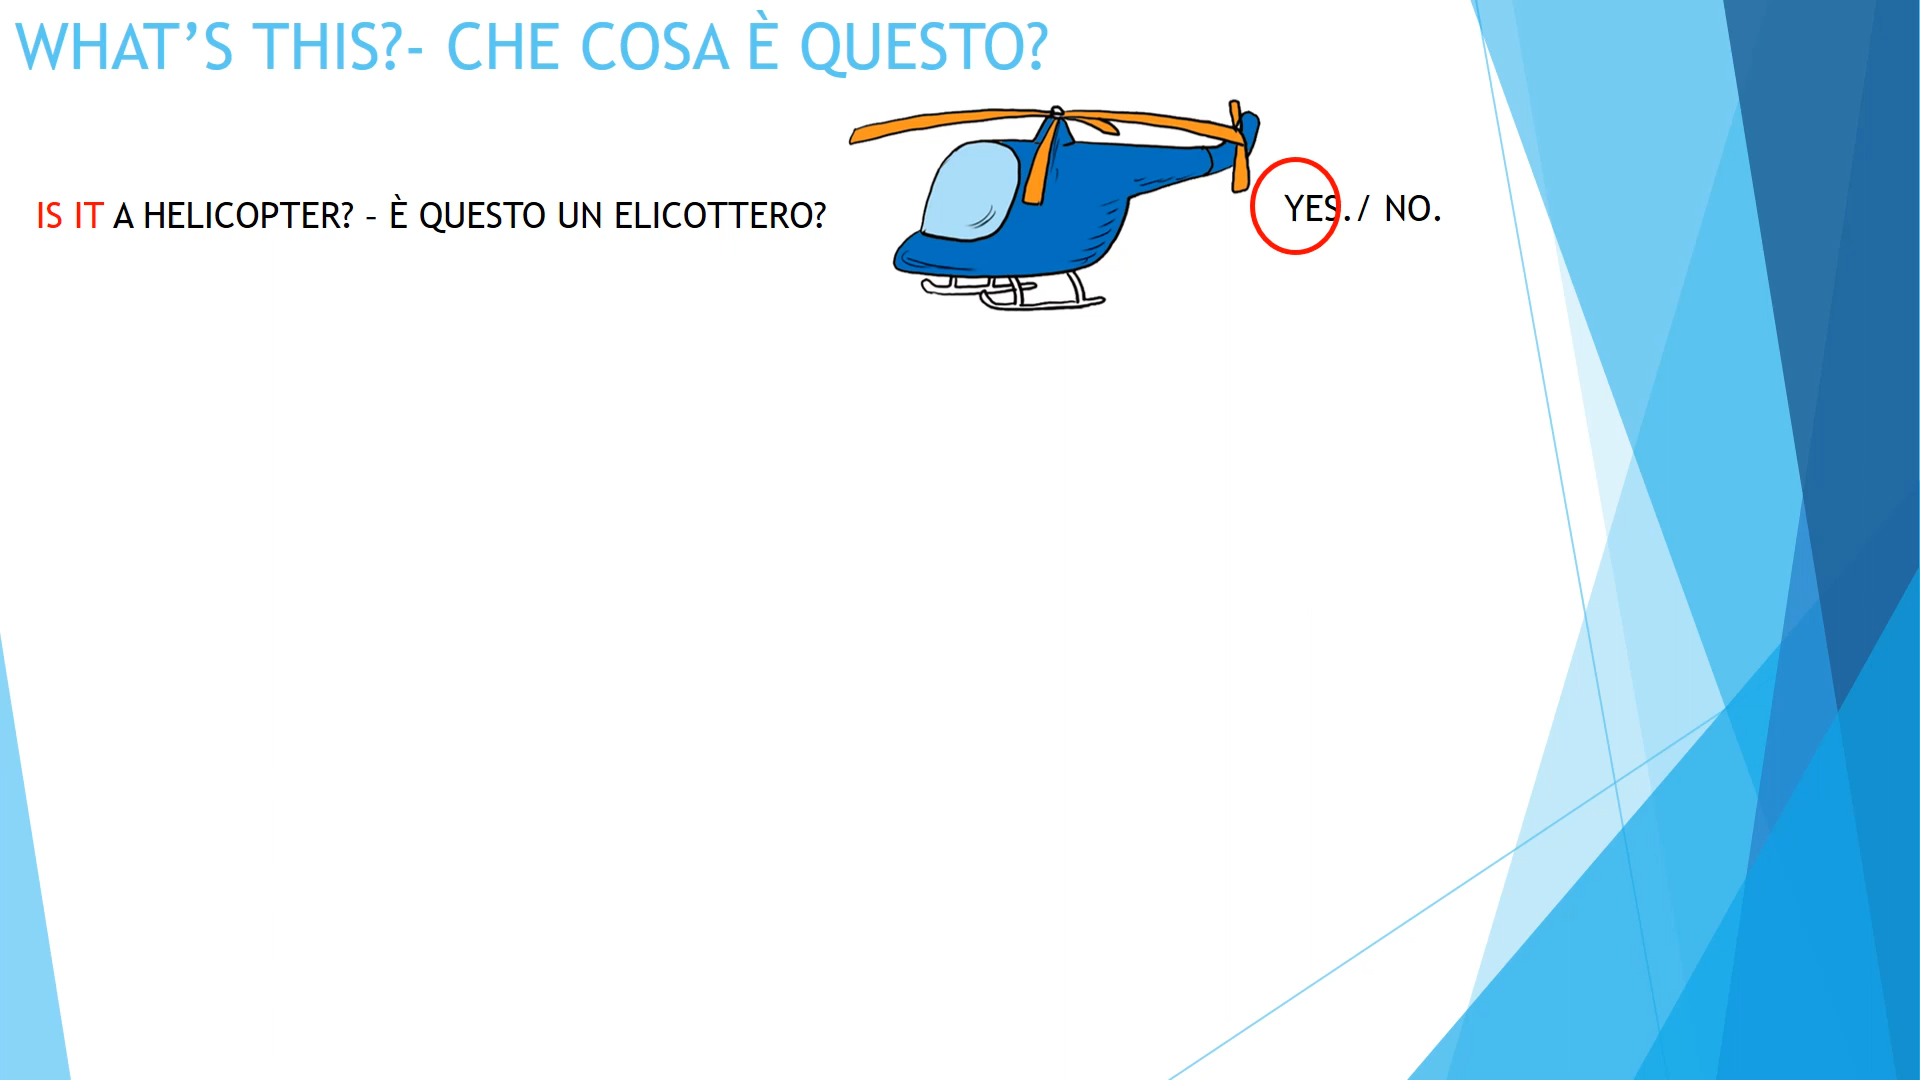 WHAT’S THIS?- CHE COSA È QUESTO?
IS IT A HELICOPTER? – È QUESTO UN ELICOTTERO?
YES./ NO.